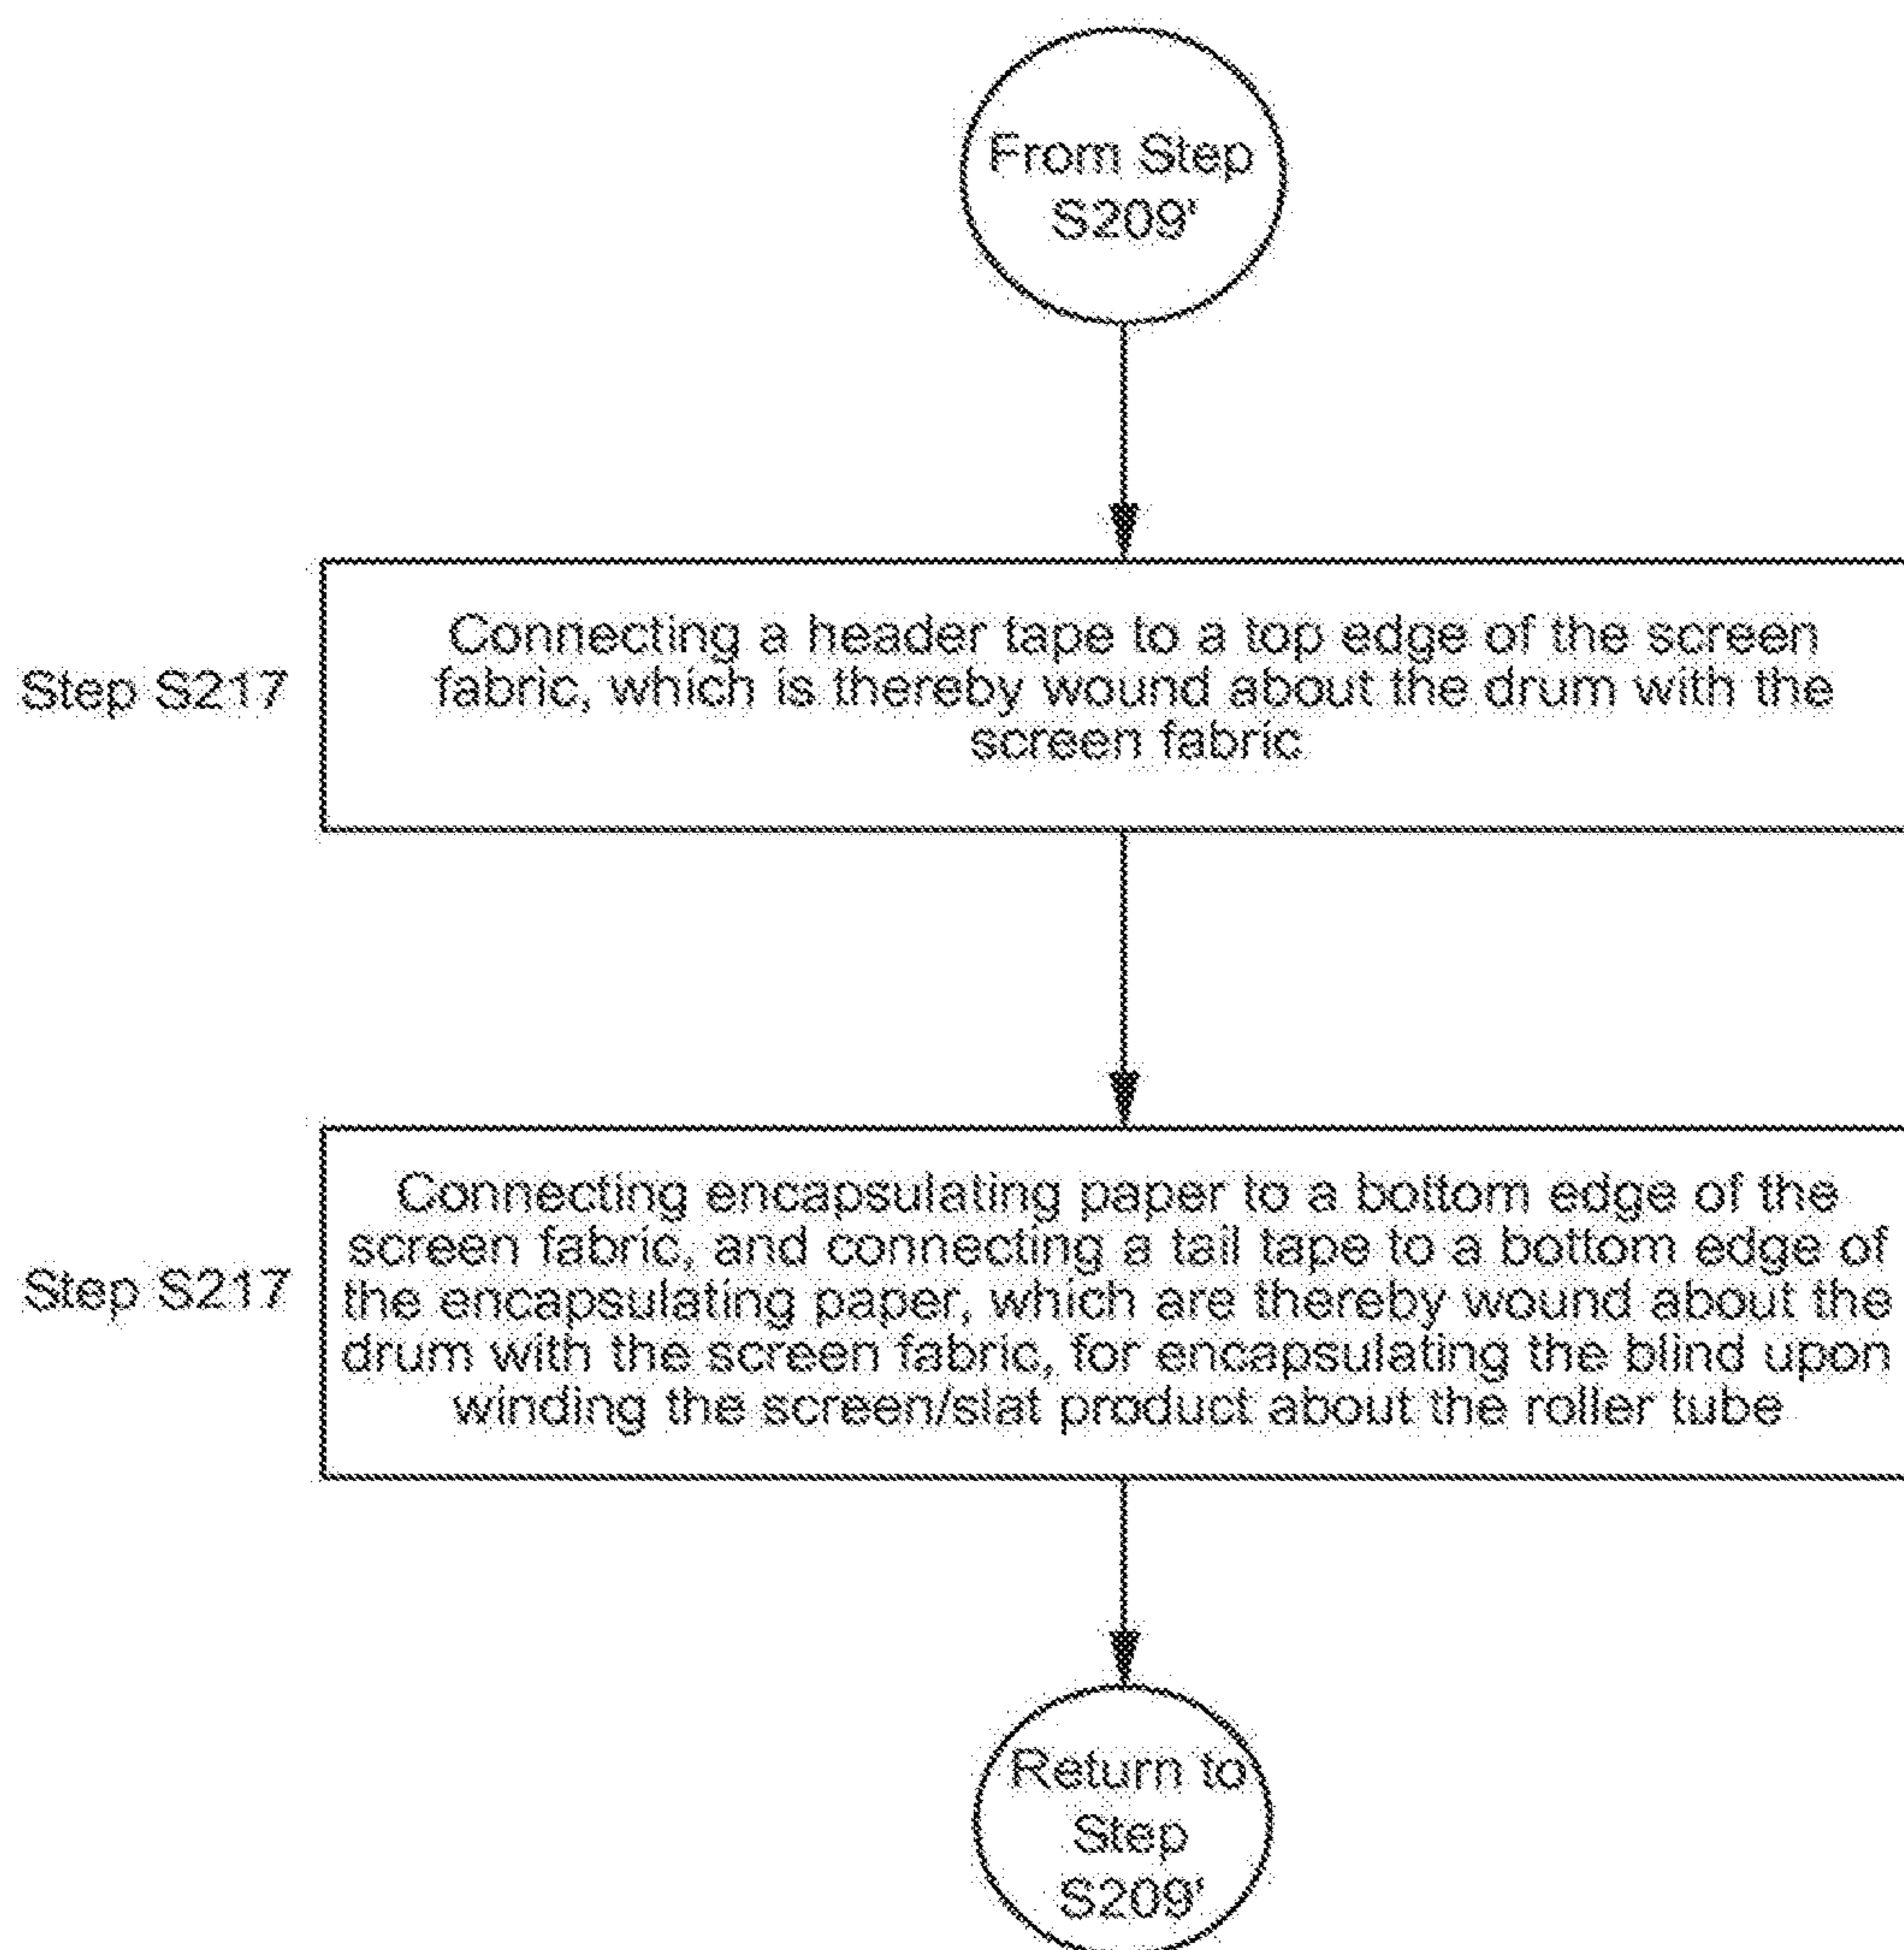 From Step
S209'
Step S217
Connecting a header tape to a top edge of the screen
fabric, which is thereby wound about the drum with the
screen fabric
Step S217
Connecting encapsulating paper to a bottom edge of the
screen fabric, and connecting a tail tape to a bottom edge of
the encapsulating paper, which are thereby wound about the
drum with the screen fabric, for encapsulating the blind upon
winding the screen/slat product about the roller tube
Return to
Step
S209'